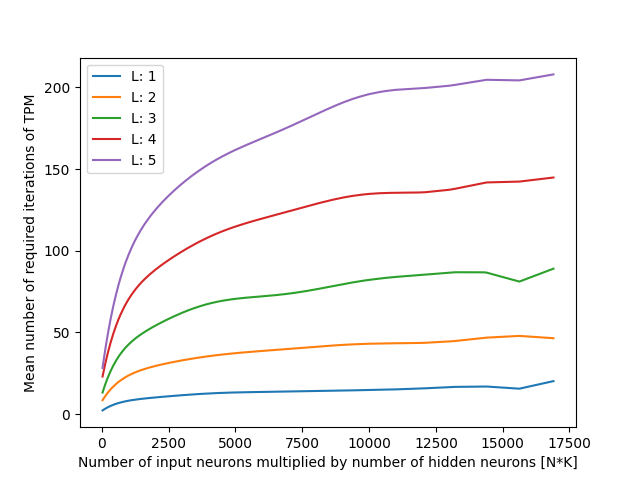 L: 1
L: 2
L: 3
L: 4
L: 5
200
150
100
50
0
Mean number of required iterations of TPM
0 2500 5000 7500 10000 12500 15000 17500
Number of input neurons multiplied by number of hidden neurons [N*K]